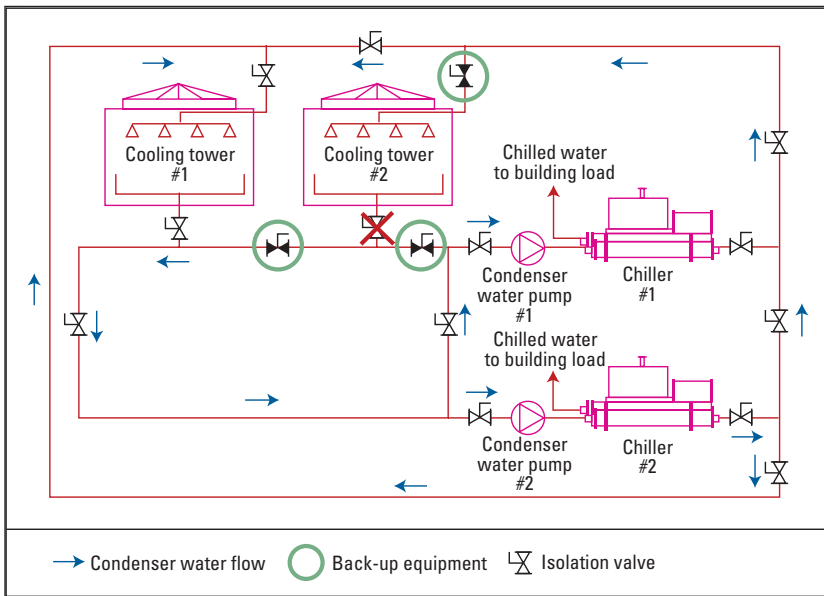 Cooling tower
#1
Cooling tower
#2
Chilled water
to building load
Condenser
water pump
#1
Chiller
#1
Chilled water
to building load
Condenser
water pump
#2
Chiller
#2
Condenser water flow
Back-up equipment
Isolation valve